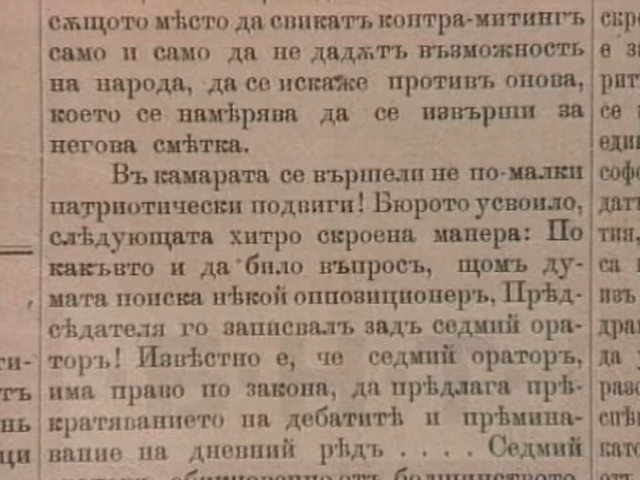 сѫщото мѣсто да свикатъ контра-митингъ
само и само да не дадѫтъ възможность
на народа, да се искаже противъ онова,
което се намѣрява да се извърши за
негова смѣтка.
Въ камарата се вършели не по-малки
патриотически подвиги! Бюрото усвоило,
слѣдующата хитро скроена манера: По
какъвто и да било въпросъ, щомъ ду-
мата поиска нѣкой оппозиционеръ, Прѣд-
сѣдателя го записвалъ задъ седмий ора-
торъ! Извѣстно е, че седмий ораторъ,
има право по закона, да прѣдлага прѣ-
кратяванието на дебатитѣ и прѣмина-
вание на дневний рѣдъ . . . . Седмий